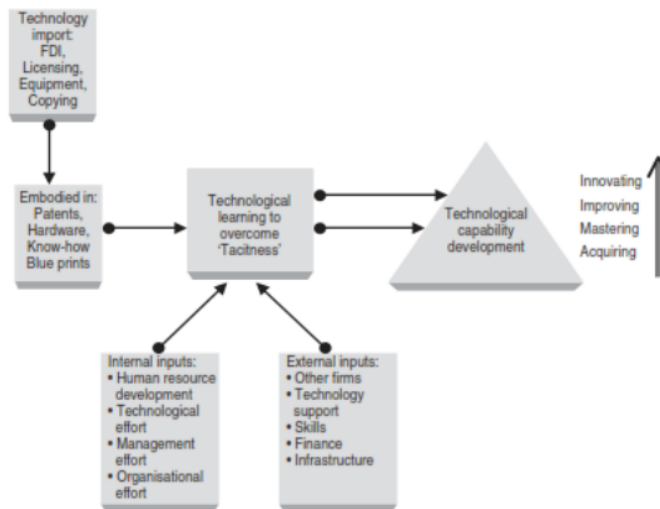 Technology
import:
FDI,
Licensing,
Equipment,
Copying
Embodied in:
Patents,
Hardware,
Know-how
Blue prints
Technological
learning to
overcome
'Tacitness'
Technological
capability
development
Innovating
Improving
Mastering
Acquiring
Internal inputs:
• Human resource
development
• Technological
effort
• Management
effort
• Organisational
effort
External inputs:
• Other firms
• Technology
support
• Skills
• Finance
• Infrastructure